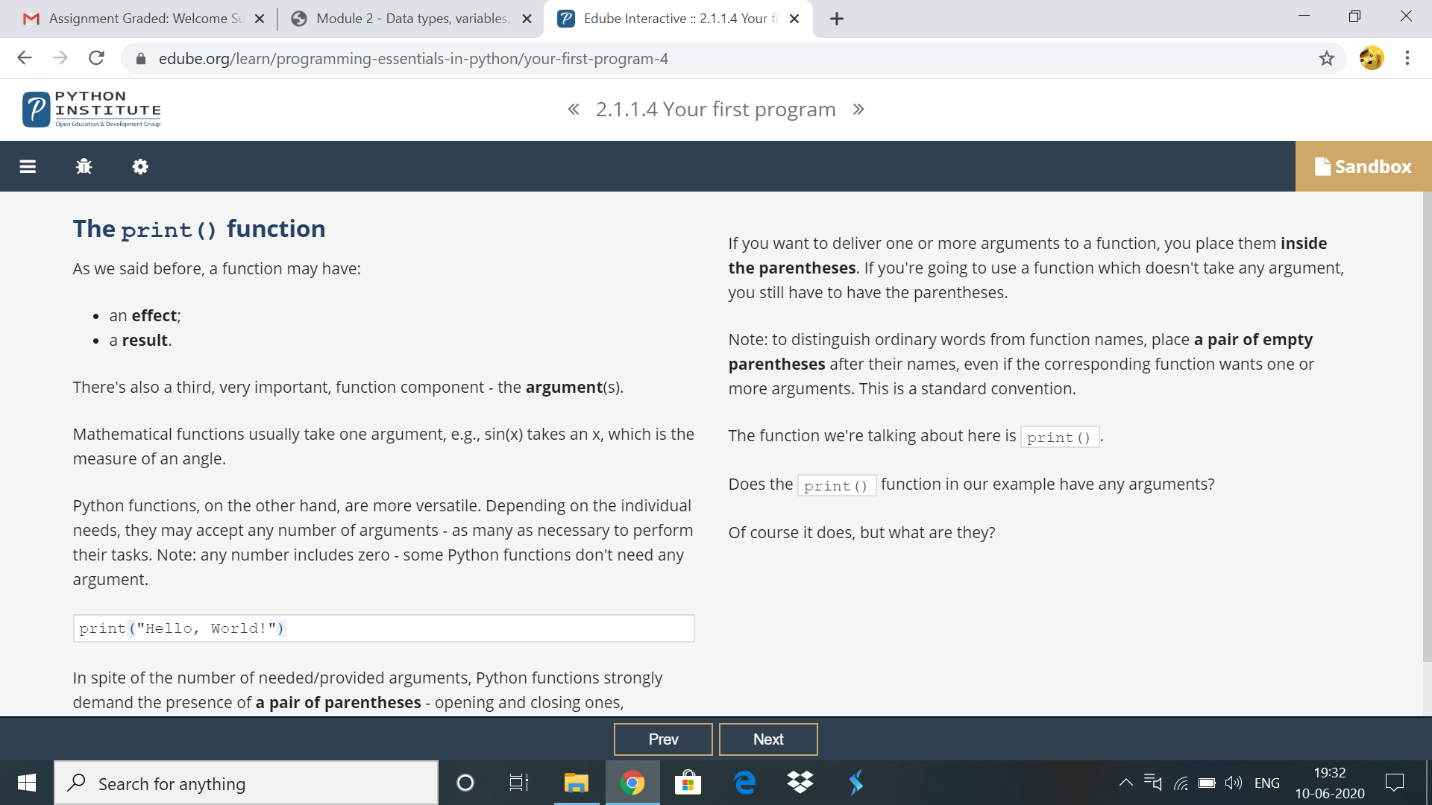 Assignment Graded: Welcome Su
Module 2 - Data types, variables,
Edube Interactive :: 2.1.1.4 Your fi
edube.org/learn/programming-essentials-in-python/your-first-program-4
PYTHON
INSTITUTE
Open Education & Development Group
« 2.1.1.4 Your first program »
Sandbox
The print() function
As we said before, a function may have:
• an effect;
• a result.
There's also a third, very important, function component - the argument(s).
Mathematical functions usually take one argument, e.g., sin(x) takes an x, which is the
measure of an angle.
Python functions, on the other hand, are more versatile. Depending on the individual
needs, they may accept any number of arguments - as many as necessary to perform
their tasks. Note: any number includes zero - some Python functions don't need any
argument.
print("Hello, World!")
In spite of the number of needed/provided arguments, Python functions strongly
demand the presence of a pair of parentheses - opening and closing ones,
If you want to deliver one or more arguments to a function, you place them inside
the parentheses. If you're going to use a function which doesn't take any argument,
you still have to have the parentheses.
Note: to distinguish ordinary words from function names, place a pair of empty
parentheses after their names, even if the corresponding function wants one or
more arguments. This is a standard convention.
The function we're talking about here is print().
Does the print() function in our example have any arguments?
Of course it does, but what are they?
Prev
Next
Search for anything
ENG
19:32
10-06-2020